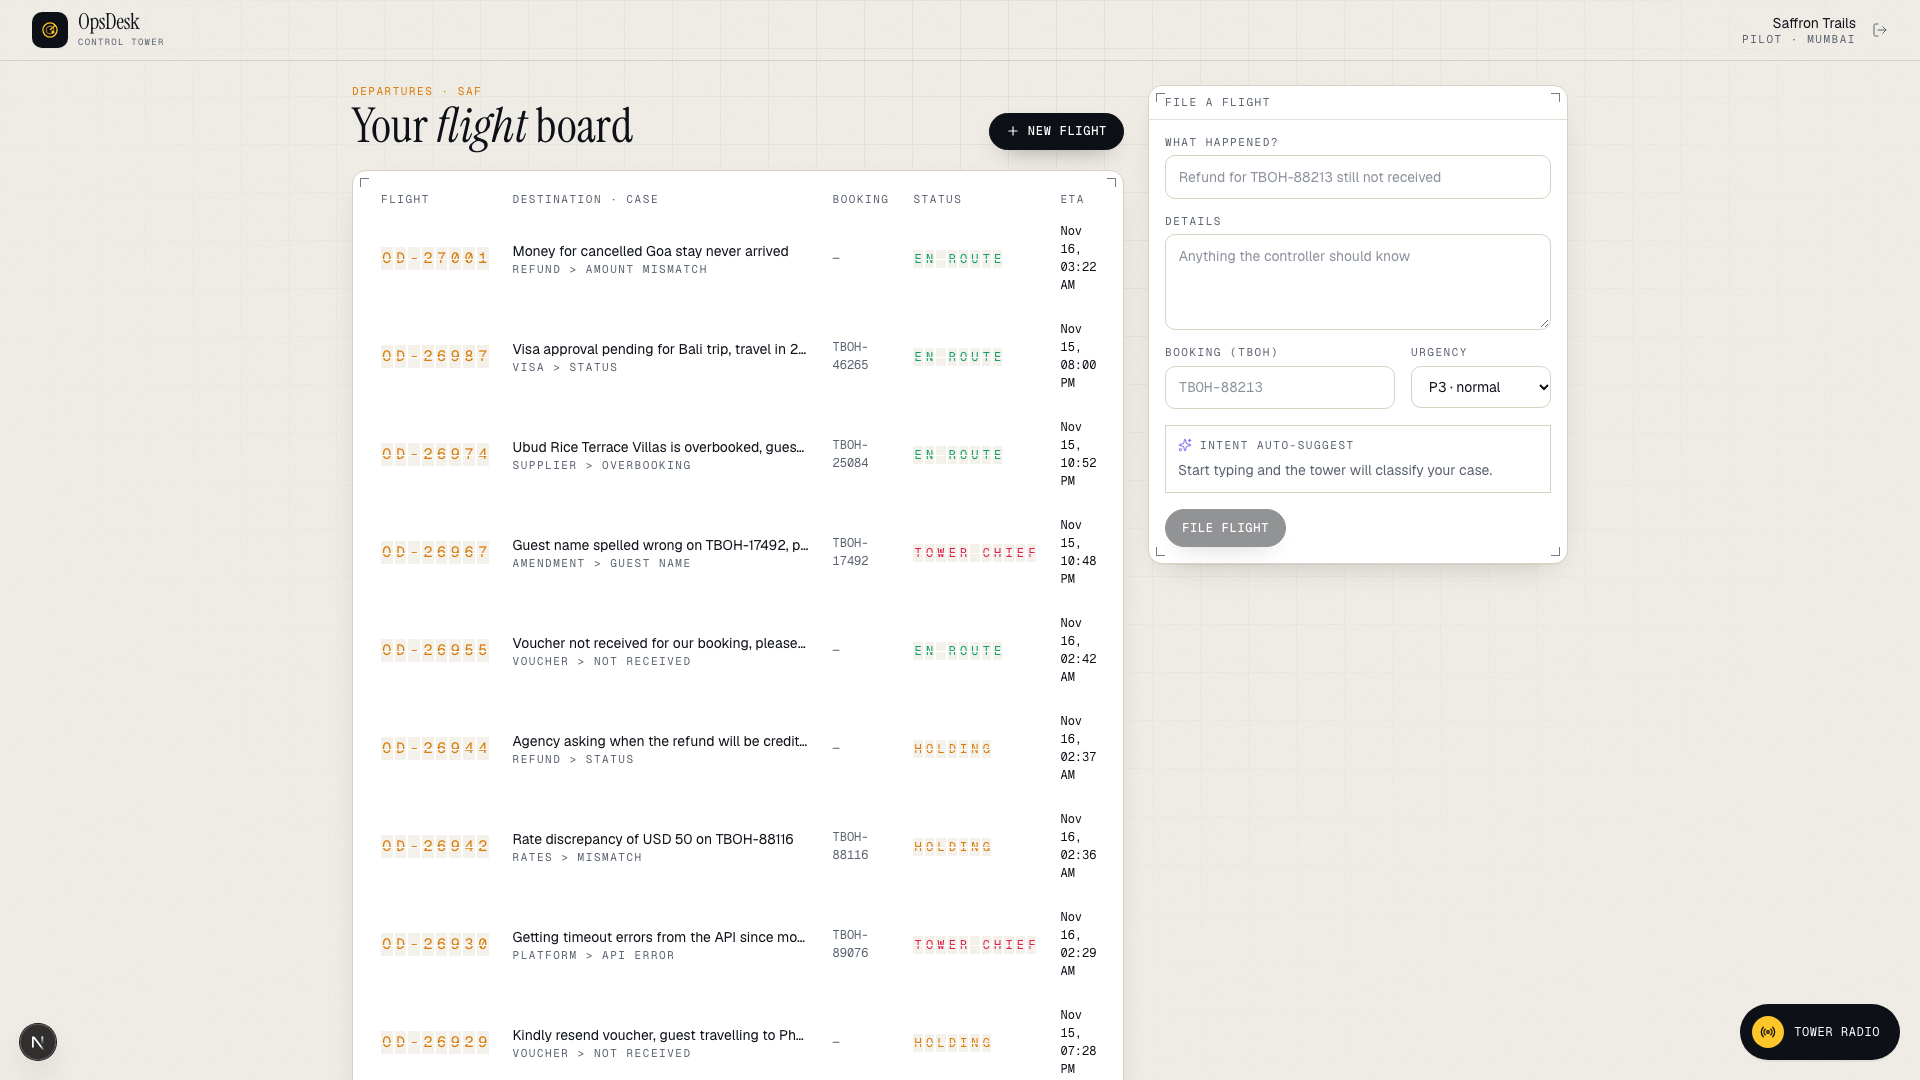 OpsDesk
CONTROL TOWER
Saffron Trails
PILOT · MUMBAI
DEPARTURES · SAF
Your flight board
+ NEW FLIGHT
FLIGHT DESTINATION · CASE BOOKING STATUS ETA
OD-27001
Money for cancelled Goa stay never arrived
REFUND > AMOUNT MISMATCH
—
EN ROUTE
Nov
16,
03:22
AM
OD-26987
Visa approval pending for Bali trip, travel in 2…
VISA > STATUS
TBOH-
46265
EN ROUTE
Nov
15,
08:00
PM
OD-26974
Ubud Rice Terrace Villas is overbooked, gues…
SUPPLIER > OVERBOOKING
TBOH-
25084
EN ROUTE
Nov
15,
10:52
PM
OD-26967
Guest name spelled wrong on TBOH-17492, p…
AMENDMENT > GUEST NAME
TBOH-
17492
TOWER CHIEF
Nov
15,
10:48
PM
OD-26955
Voucher not received for our booking, please…
VOUCHER > NOT RECEIVED
—
EN ROUTE
Nov
16,
02:42
AM
OD-26944
Agency asking when the refund will be credit…
REFUND > STATUS
—
HOLDING
Nov
16,
02:37
AM
OD-26942
Rate discrepancy of USD 50 on TBOH-88116
RATES > MISMATCH
TBOH-
88116
HOLDING
Nov
16,
02:36
AM
OD-26930
Getting timeout errors from the API since mo…
PLATFORM > API ERROR
TBOH-
89076
TOWER CHIEF
Nov
16,
02:29
AM
OD-26929
Kindly resend voucher, guest travelling to Ph…
VOUCHER > NOT RECEIVED
—
HOLDING
Nov
15,
07:28
PM
FILE A FLIGHT
WHAT HAPPENED?
Refund for TBOH-88213 still not received
DETAILS
Anything the controller should know
BOOKING (TBOH) URGENCY
TBOH-88213 P3 · normal
INTENT AUTO-SUGGEST
Start typing and the tower will classify your case.
FILE FLIGHT
N
TOWER RADIO